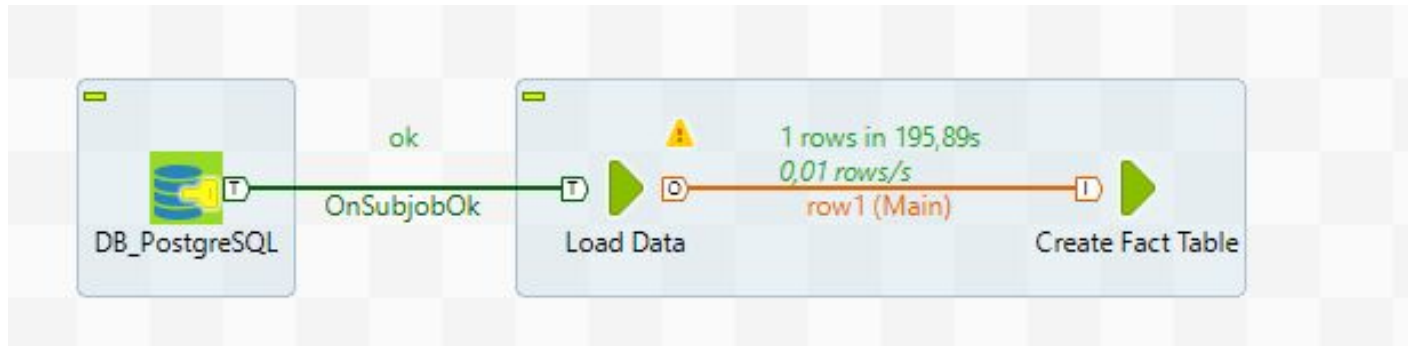 ok
T
OnSubjobOk
DB_PostgreSQL
T
O
Load Data
1 rows in 195,89s
0,01 rows/s
row1 (Main)
I
Create Fact Table